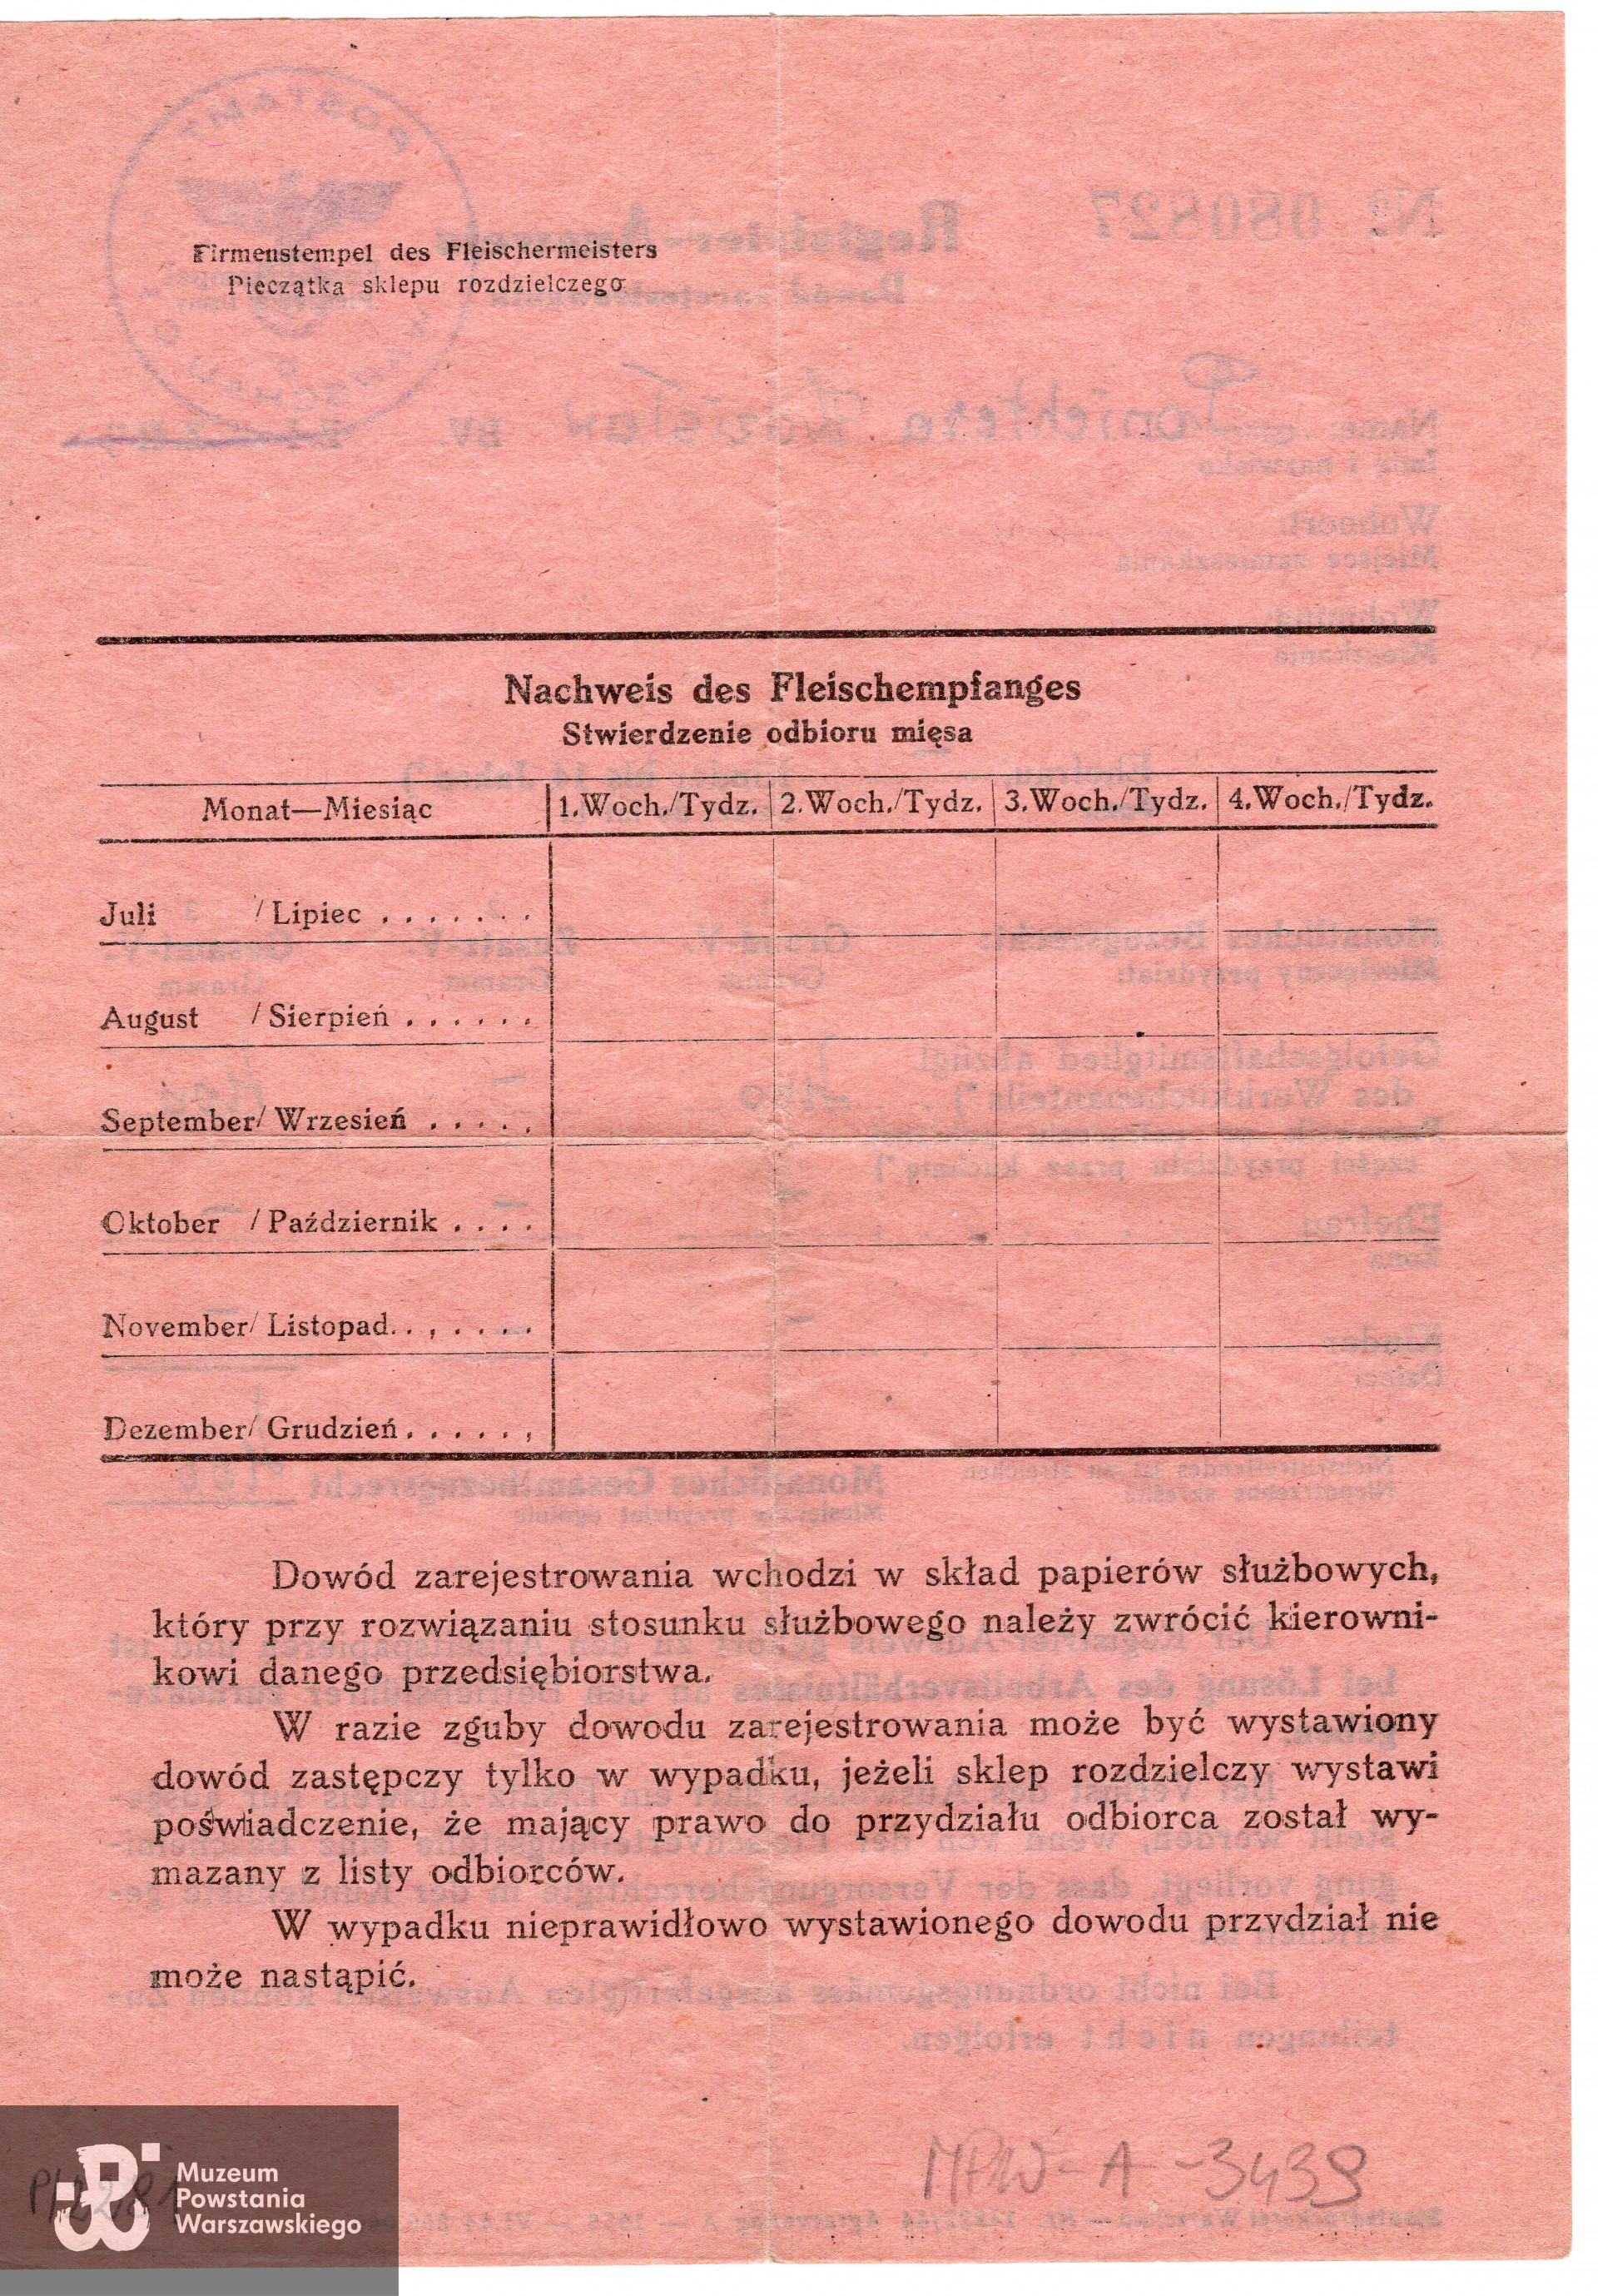 Firmenstempel des Fleischermeisters
Pieczątka sklepu rozdzielczego
Nachweis des Fleischempfanges
Stwierdzenie odbioru mięsa
Monat—Miesiąc 1.Woch./Tydz. 2.Woch./Tydz. 3.Woch./Tydz. 4.Woch./Tydz.
Juli / Lipiec . . . . . . .
August / Sierpień . . . . . .
September/ Wrzesień . . . . .
Oktober / Październik . . . .
November/ Listopad. . , . . . .
Dezember/ Grudzień . . . . . ,
Dowód zarejestrowania wchodzi w skład papierów służbowych,
który przy rozwiązaniu stosunku służbowego należy zwrócić kierowni-
kowi danego przedsiębiorstwa.
W razie zguby dowodu zarejestrowania może być wystawiony
dowód zastępczy tylko w wypadku, jeżeli sklep rozdzielczy wystawi
poświadczenie, że mający prawo do przydziału odbiorca został wy-
mazany z listy odbiorców.
W wypadku nieprawidłowo wystawionego dowodu przydział nie
może nastąpić.
MPW-A-3439
Muzeum
Powstania
Warszawskiego